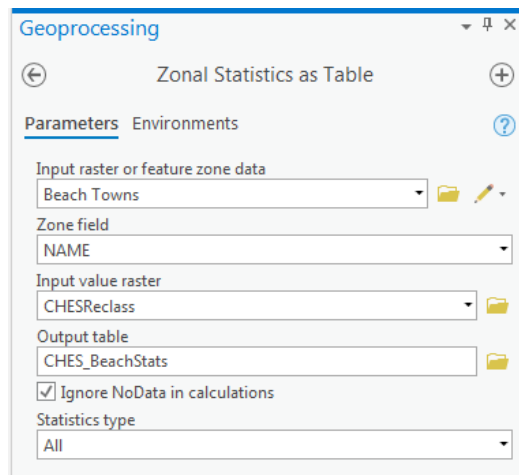 Geoprocessing
Zonal Statistics as Table
Parameters Environments
Input raster or feature zone data
Beach Towns
Zone field
NAME
Input value raster
CHESReclass
Output table
CHES_BeachStats
Ignore NoData in calculations
Statistics type
All